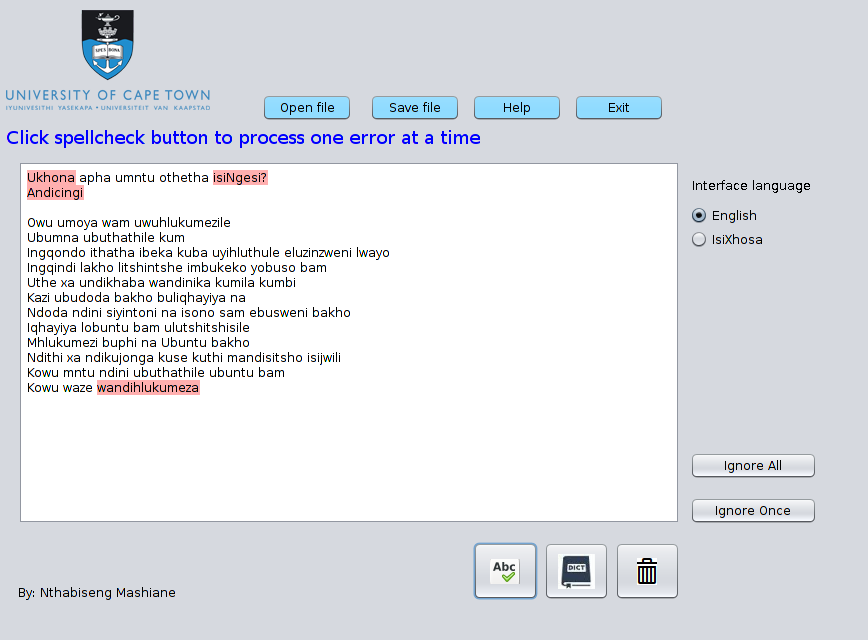 APEX BONA
UNIVERSITY OF CAPE TOWN
IYUNIVESITHI YASEKAPA • UNIVERSITEIT VAN KAAPSTAD
Open file
Save file
Help
Exit
Click spellcheck button to process one error at a time
Ukhona apha umntu othetha isiNgesi?
Andicingi
Owu umoya wam uwuhlukumezile
Ubumna ubuthathile kum
Ingqondo ithatha ibeka kuba uyihluthule eluzinzweni lwayo
Ingqindi lakho litshintshe imbukeko yobuso bam
Uthe xa undikhaba wandinika kumila kumbi
Kazi ubudoda bakho buliqhayiya na
Ndoda ndini siyintoni na isono sam ebusweni bakho
Iqhayiya lobuntu bam ulutshitshisile
Mhlukumezi buphi na Ubuntu bakho
Ndithi xa ndikujonga kuse kuthi mandisitsho isijwili
Kowu mntu ndini ubuthathile ubuntu bam
Kowu waze wandihlukumeza
Interface language
English
IsiXhosa
Ignore All
Ignore Once
Abc
DICT
By: Nthabiseng Mashiane